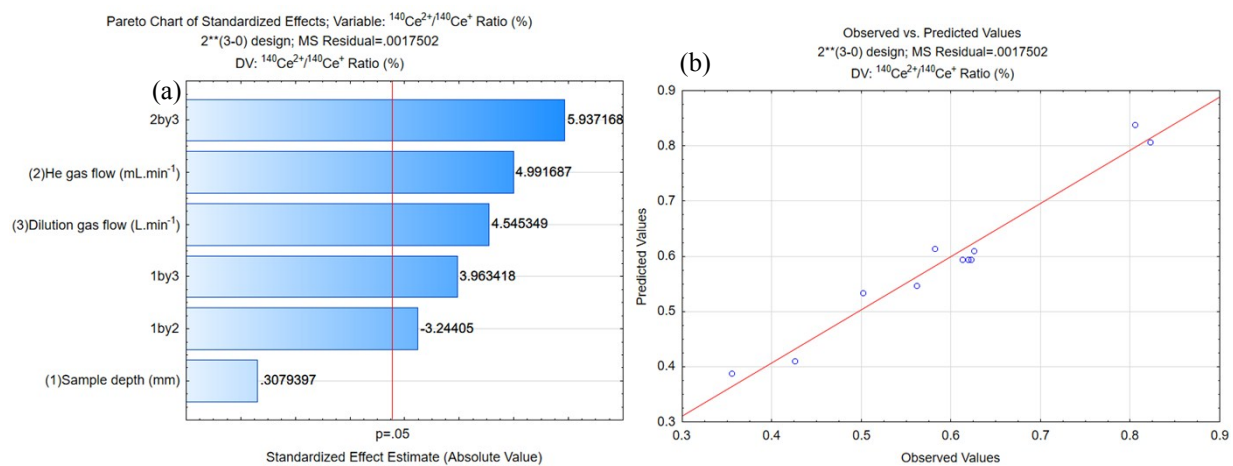 Pareto Chart of Standardized Effects; Variable: ¹⁴⁰Ce²⁺/¹⁴⁰Ce⁺ Ratio (%)
2**(3-0) design; MS Residual=.0017502
DV: ¹⁴⁰Ce²⁺/¹⁴⁰Ce⁺ Ratio (%)
(a)
2by3
5.937168
(2)He gas flow (mL.min⁻¹)
4.991687
(3)Dilution gas flow (L.min⁻¹)
4.545349
1by3
3.963418
1by2
-3.24405
(1)Sample depth (mm)
.3079397
p=.05
Standardized Effect Estimate (Absolute Value)
(b)
Observed vs. Predicted Values
2**(3-0) design; MS Residual=.0017502
DV: ¹⁴⁰Ce²⁺/¹⁴⁰Ce⁺ Ratio (%)
0.9
0.8
0.7
0.6
0.5
0.4
0.3
Predicted Values
0.3 0.4 0.5 0.6 0.7 0.8 0.9
Observed Values